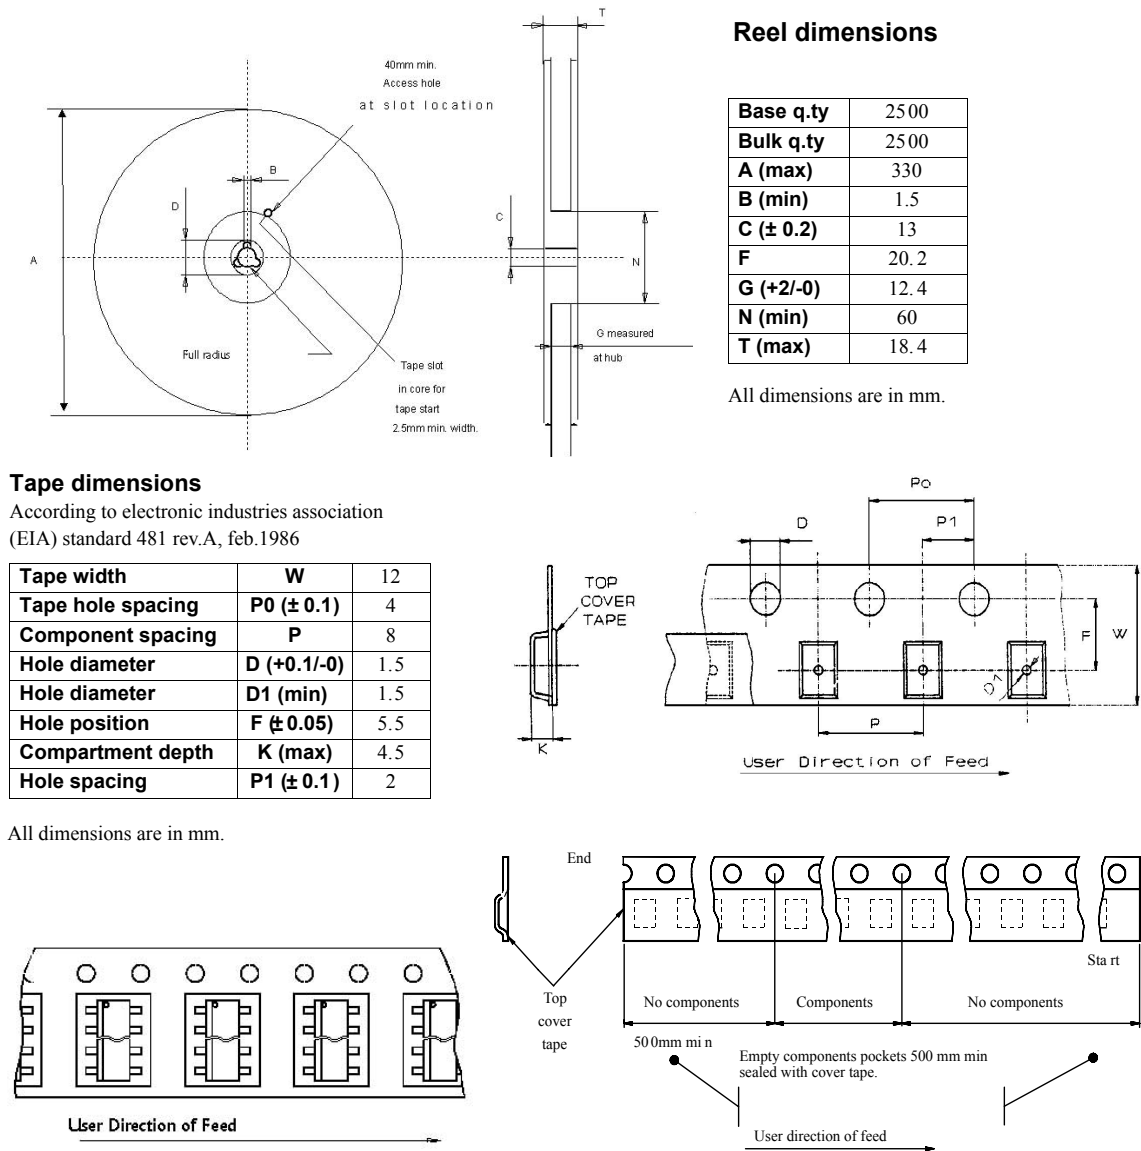 T
Reel dimensions
40mm min.
Access hole
at slot location
B
D
C
A
N
G measured
at hub
Full radius
Tape slot
in core for
tape start
2.5mm min. width.
Base q.ty 2500
Bulk q.ty 2500
A (max) 330
B (min) 1.5
C (± 0.2) 13
F 20.2
G (+2/-0) 12.4
N (min) 60
T (max) 18.4
All dimensions are in mm.
Tape dimensions
According to electronic industries association
(EIA) standard 481 rev.A, feb.1986
Tape width W 12
Tape hole spacing P0 (± 0.1) 4
Component spacing P 8
Hole diameter D (+0.1/-0) 1.5
Hole diameter D1 (min) 1.5
Hole position F (± 0.05) 5.5
Compartment depth K (max) 4.5
Hole spacing P1 (± 0.1) 2
All dimensions are in mm.
Po
D
P1
TOP
COVER
TAPE
F
W
D1
P
K
User Direction of Feed
End
Start
Top
cover
tape
No components
Components
No components
500mm min
Empty components pockets 500 mm min
sealed with cover tape.
User direction of feed
User Direction of Feed